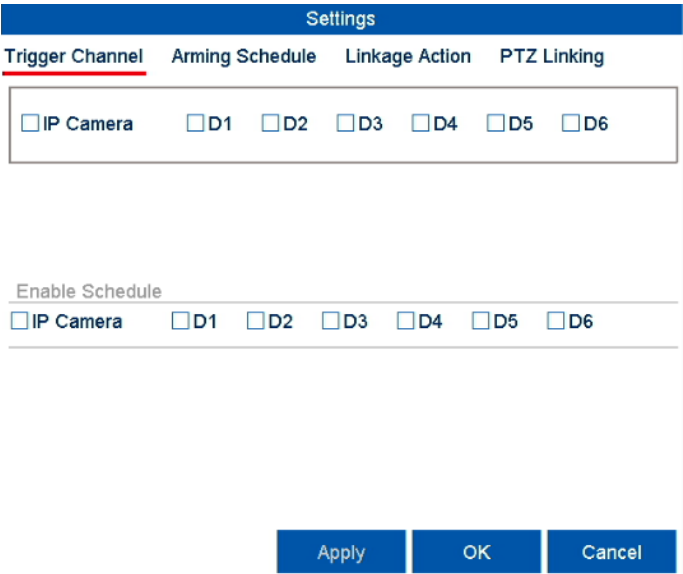 Settings
Trigger Channel Arming Schedule Linkage Action PTZ Linking
IP Camera D1 D2 D3 D4 D5 D6
Enable Schedule
IP Camera D1 D2 D3 D4 D5 D6
Apply OK Cancel